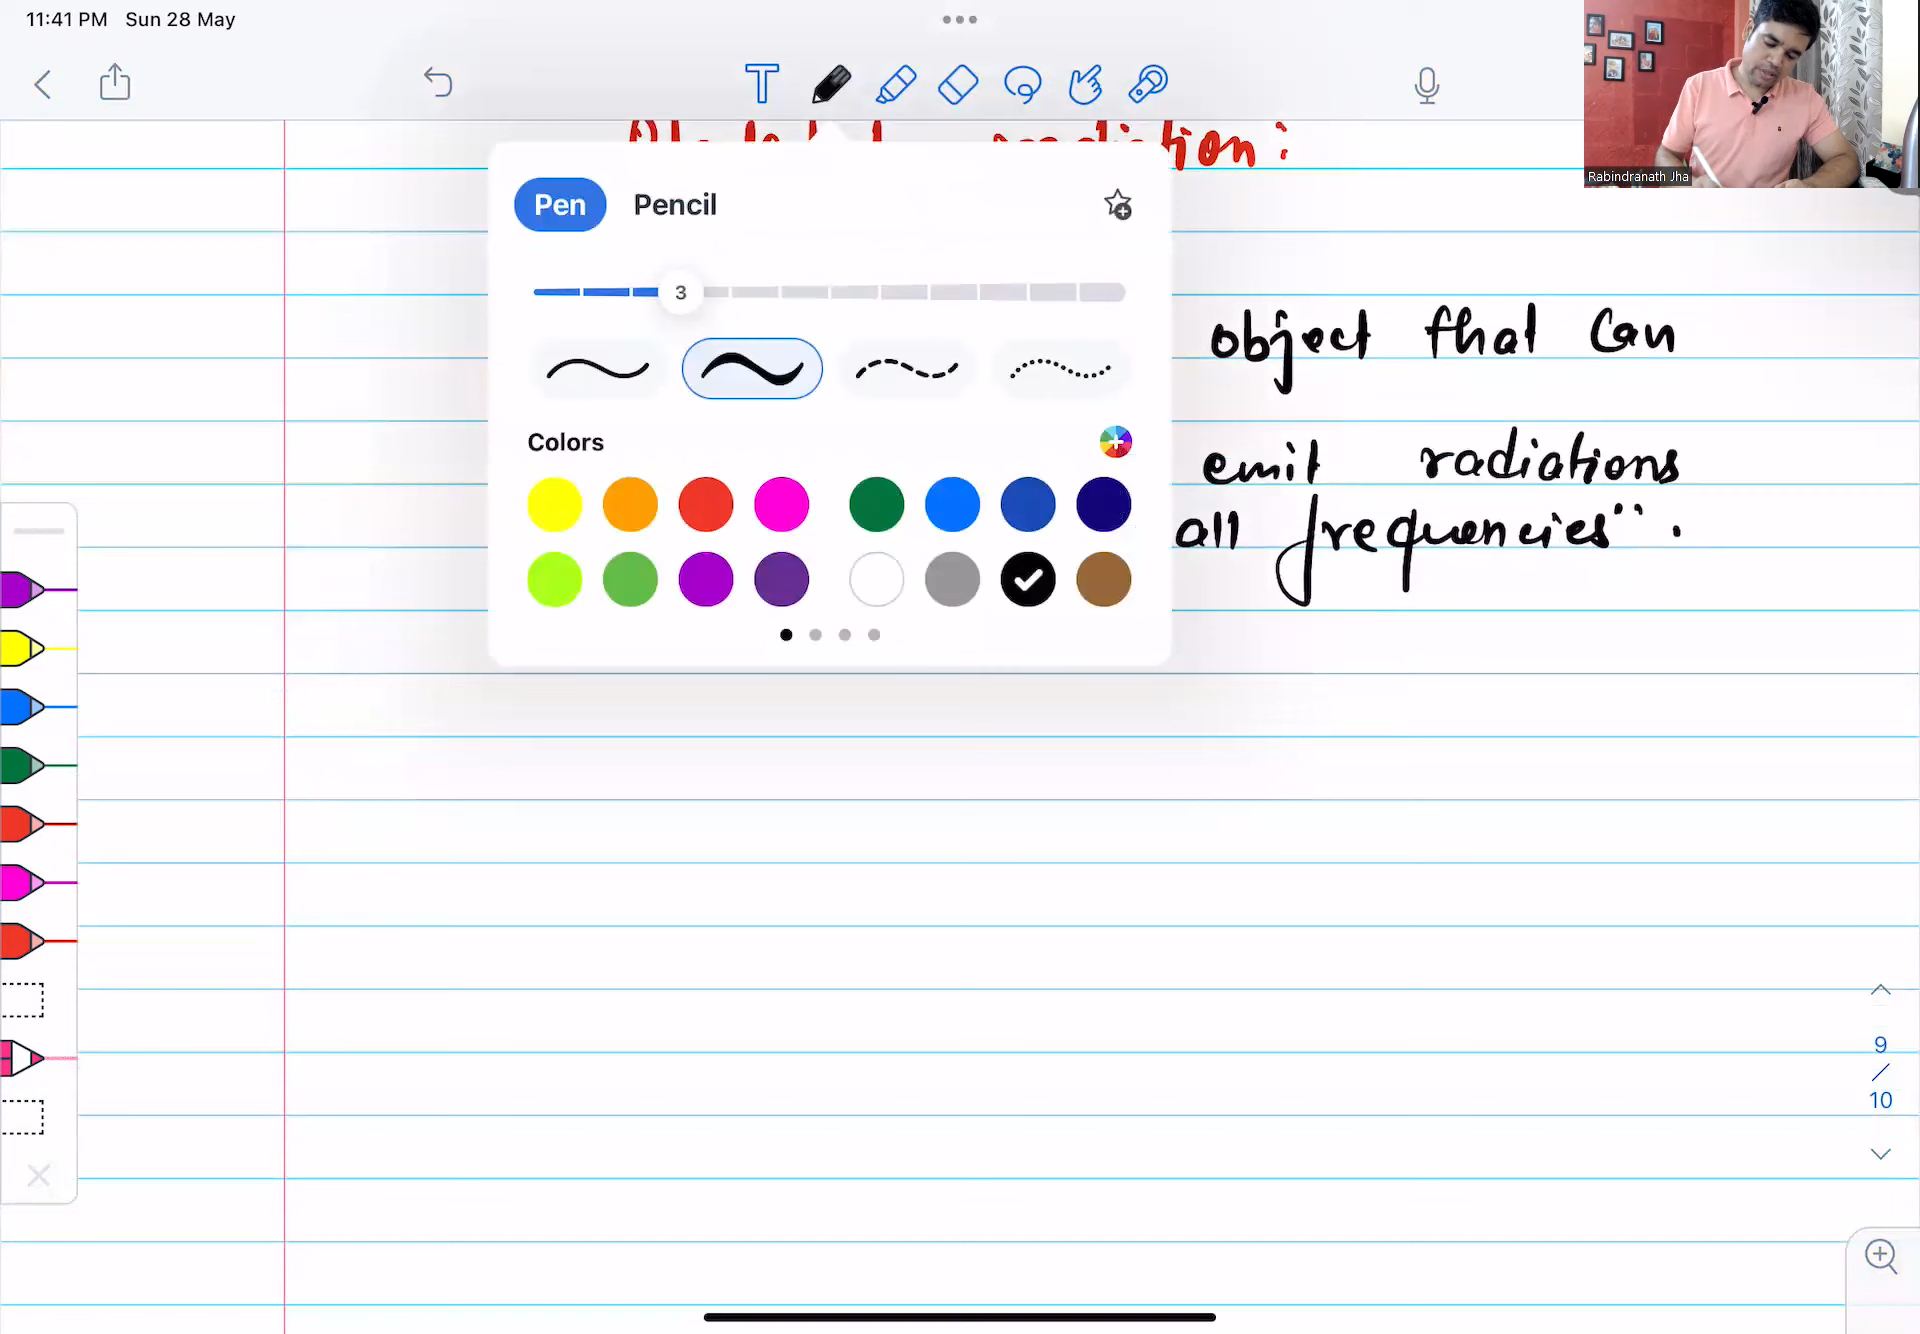 11:41 PM Sun 28 May
T
Rabindranath Jha
radiation:
Pen Pencil
3
object that can
Colors
emit radiations
all frequencies".
9
/
10